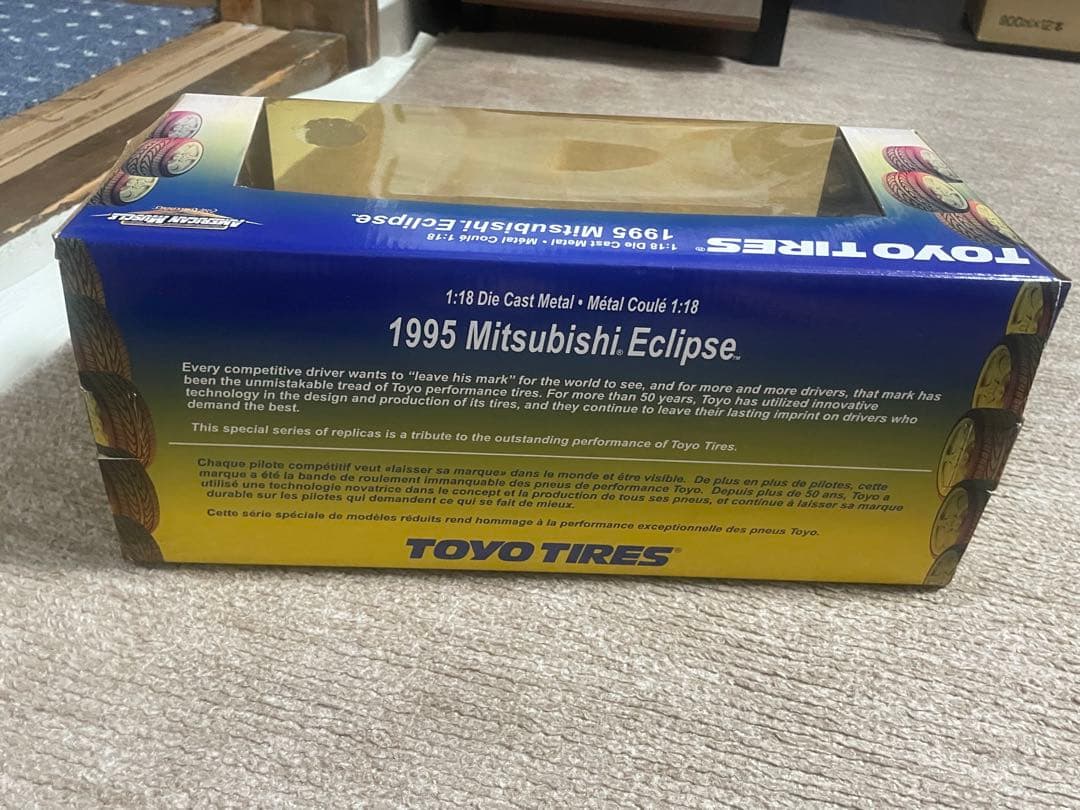 AMERICAN MUSCLE
TOYO TIRES®
1:18 Die Cast Metal • Métal Coulé 1:18
1995 Mitsubishi® Eclipse™
1:18 Die Cast Metal • Métal Coulé 1:18
1995 Mitsubishi® Eclipse™
Every competitive driver wants to "leave his mark" for the world to see, and for more and more drivers, that mark has
been the unmistakable tread of Toyo performance tires. For more than 50 years, Toyo has utilized innovative
technology in the design and production of its tires, and they continue to leave their lasting imprint on drivers who
demand the best.
This special series of replicas is a tribute to the outstanding performance of Toyo Tires.
Chaque pilote compétitif veut «laisser sa marque» dans le monde et être visible. De plus en plus de pilotes, cette
marque a été la bande de roulement immanquable des pneus de performance Toyo. Depuis plus de 50 ans, Toyo a
utilisé une technologie novatrice dans le concept et la production de tous ses pneus, et continue à laisser sa marque
durable sur les pilotes qui demandent ce qui se fait de mieux.
Cette série spéciale de modèles réduits rend hommage à la performance exceptionnelle des pneus Toyo.
TOYO TIRES®